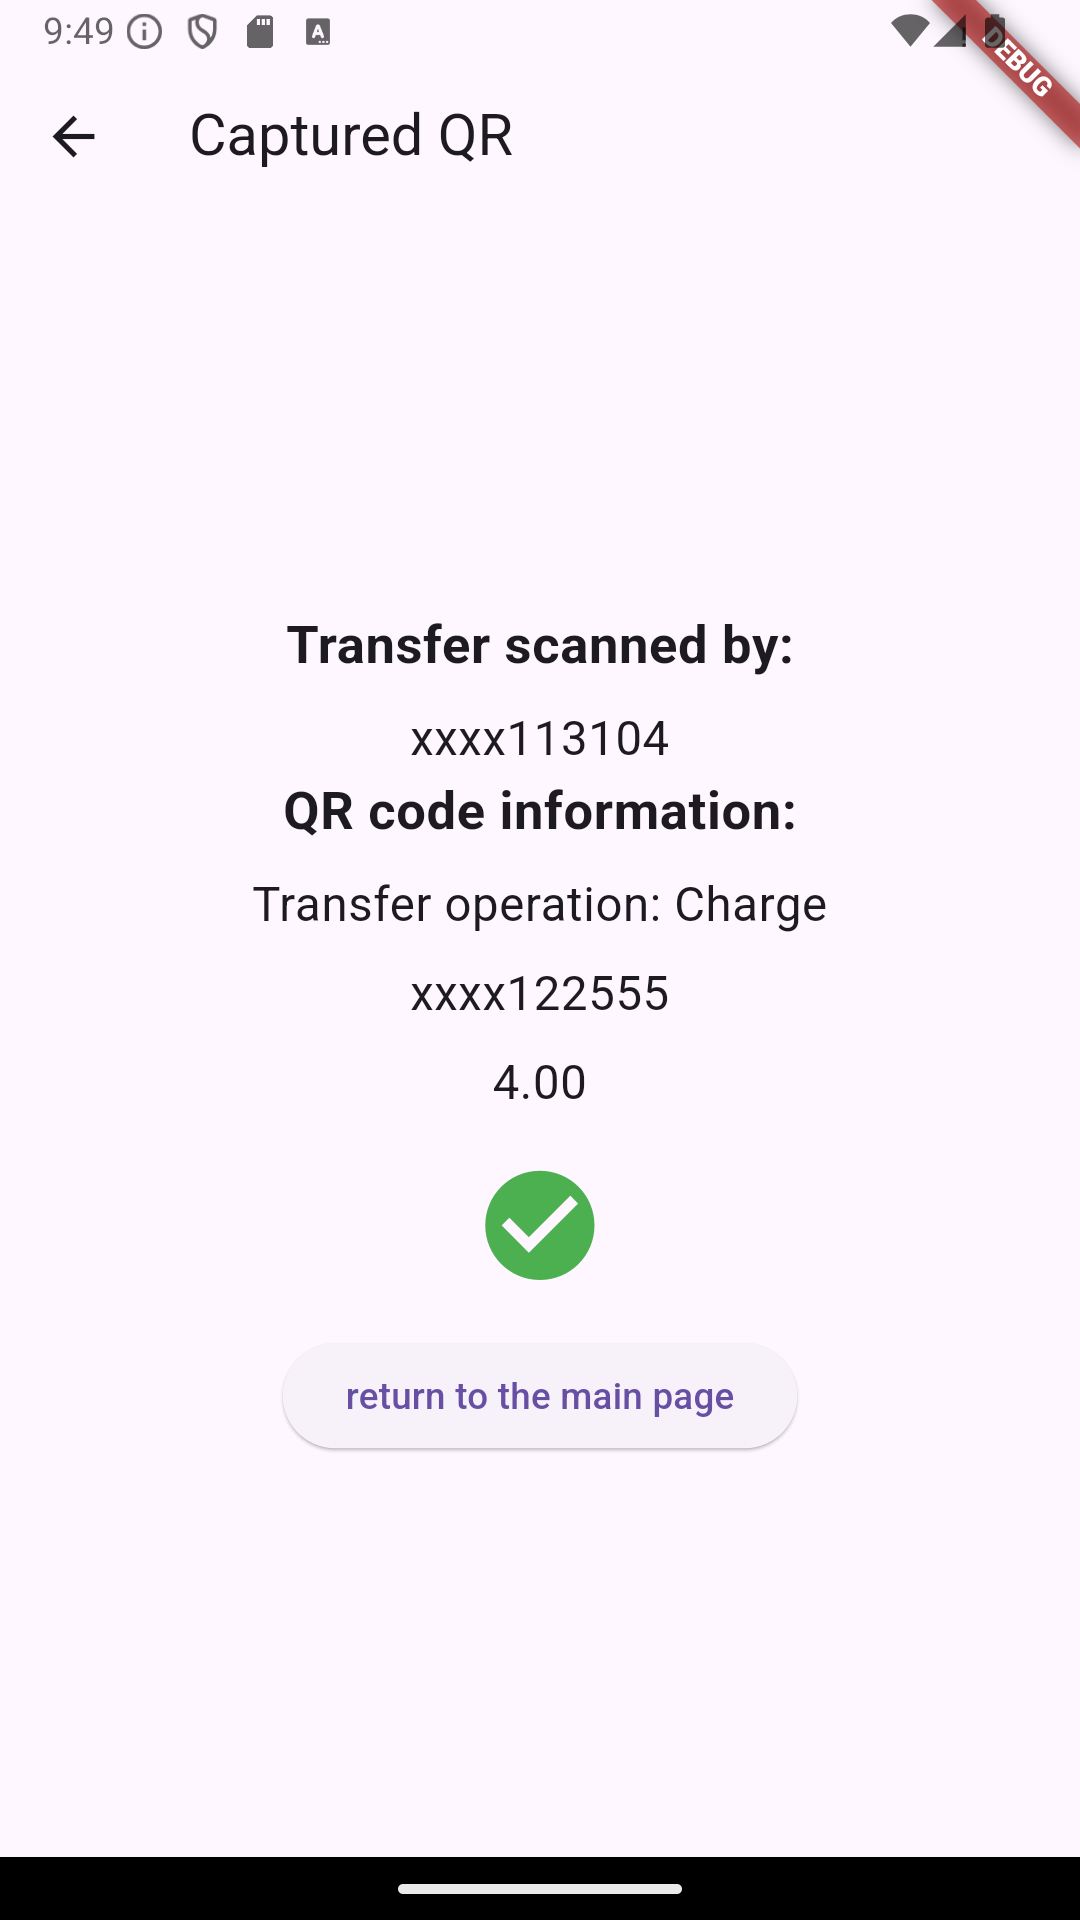 9:49
DEBUG
Captured QR
Transfer scanned by:
xxxx113104
QR code information:
Transfer operation: Charge
xxxx122555
4.00
return to the main page